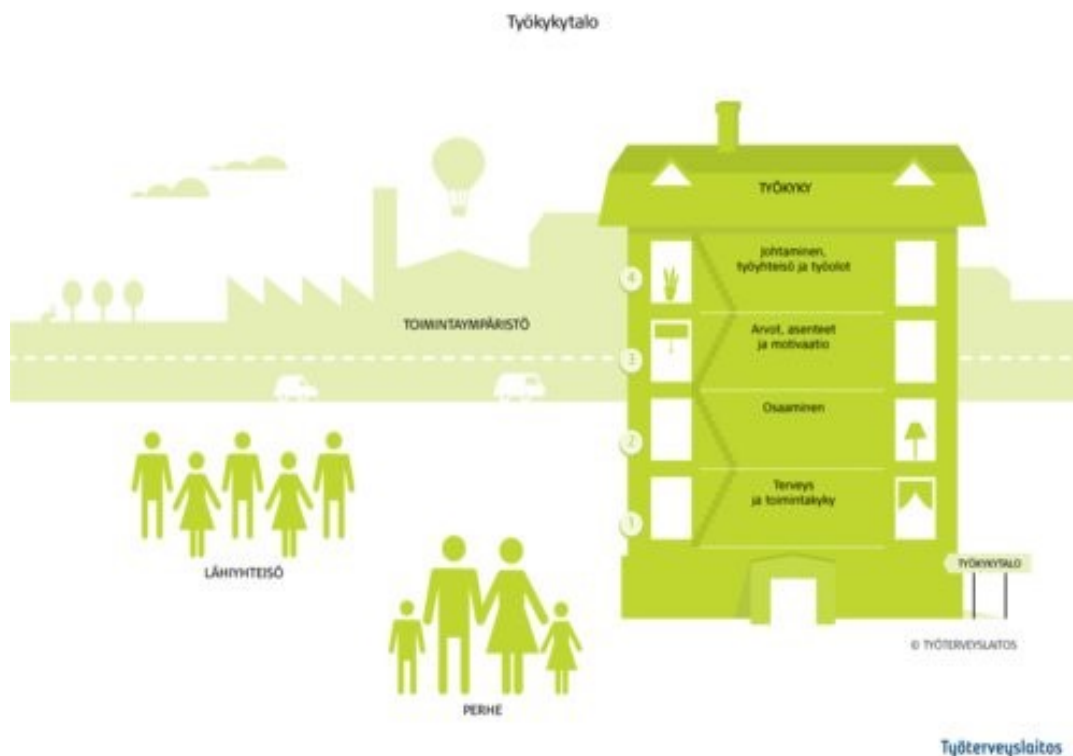 Työkykytalo
TYÖKYKY
4
Johtaminen,
työyhteisö ja työolot
TOIMINTAYMPÄRISTÖ
3
Arvot, asenteet
ja motivaatio
2
Osaaminen
1
Terveys
ja toimintakyky
LÄHIYHTEISÖ
PERHE
TYÖKYKYTALO
© TYÖTERVEYSLAITOS
Työterveyslaitos